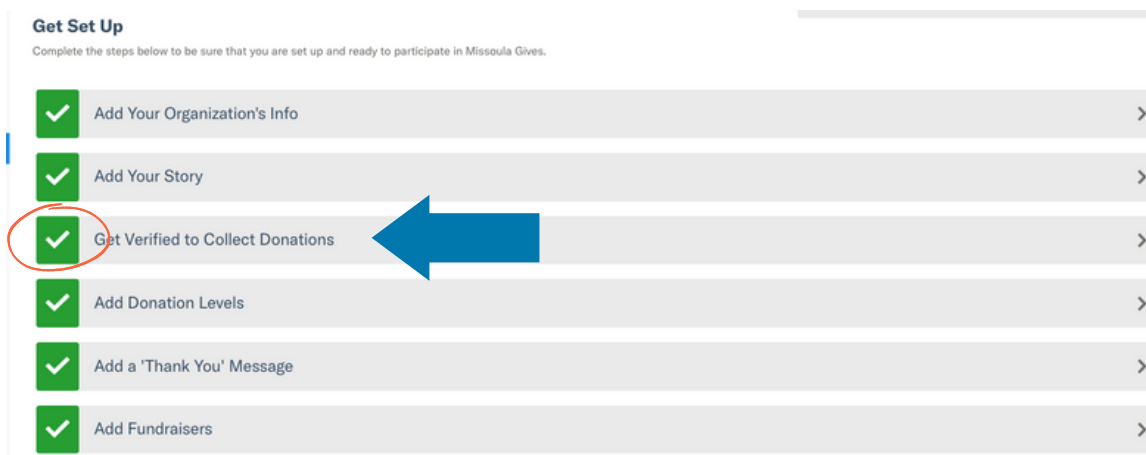 Get Set Up
Complete the steps below to be sure that you are set up and ready to participate in Missoula Gives.
Add Your Organization's Info
Add Your Story
Get Verified to Collect Donations
Add Donation Levels
Add a 'Thank You' Message
Add Fundraisers